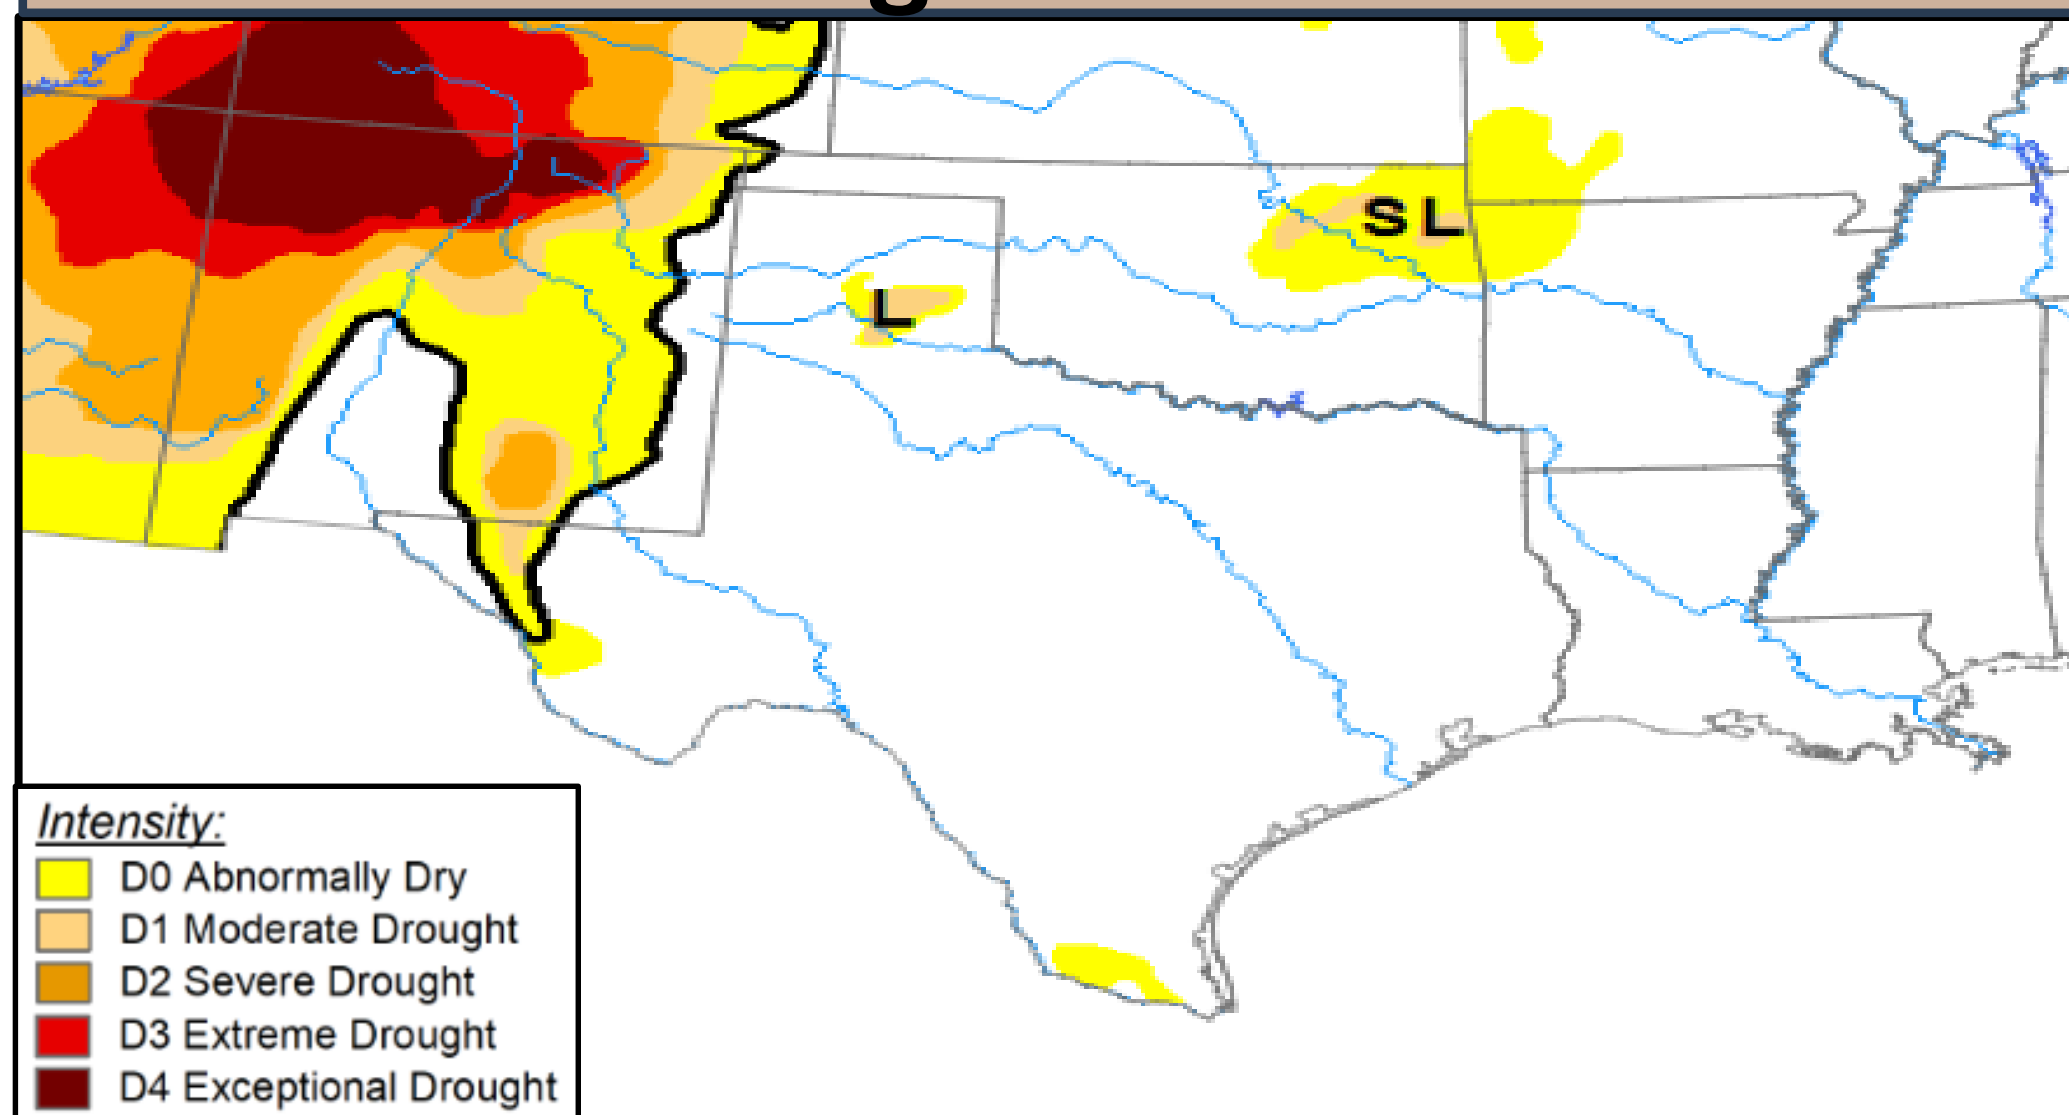 SL
L
Intensity:
D0 Abnormally Dry
D1 Moderate Drought
D2 Severe Drought
D3 Extreme Drought
D4 Exceptional Drought